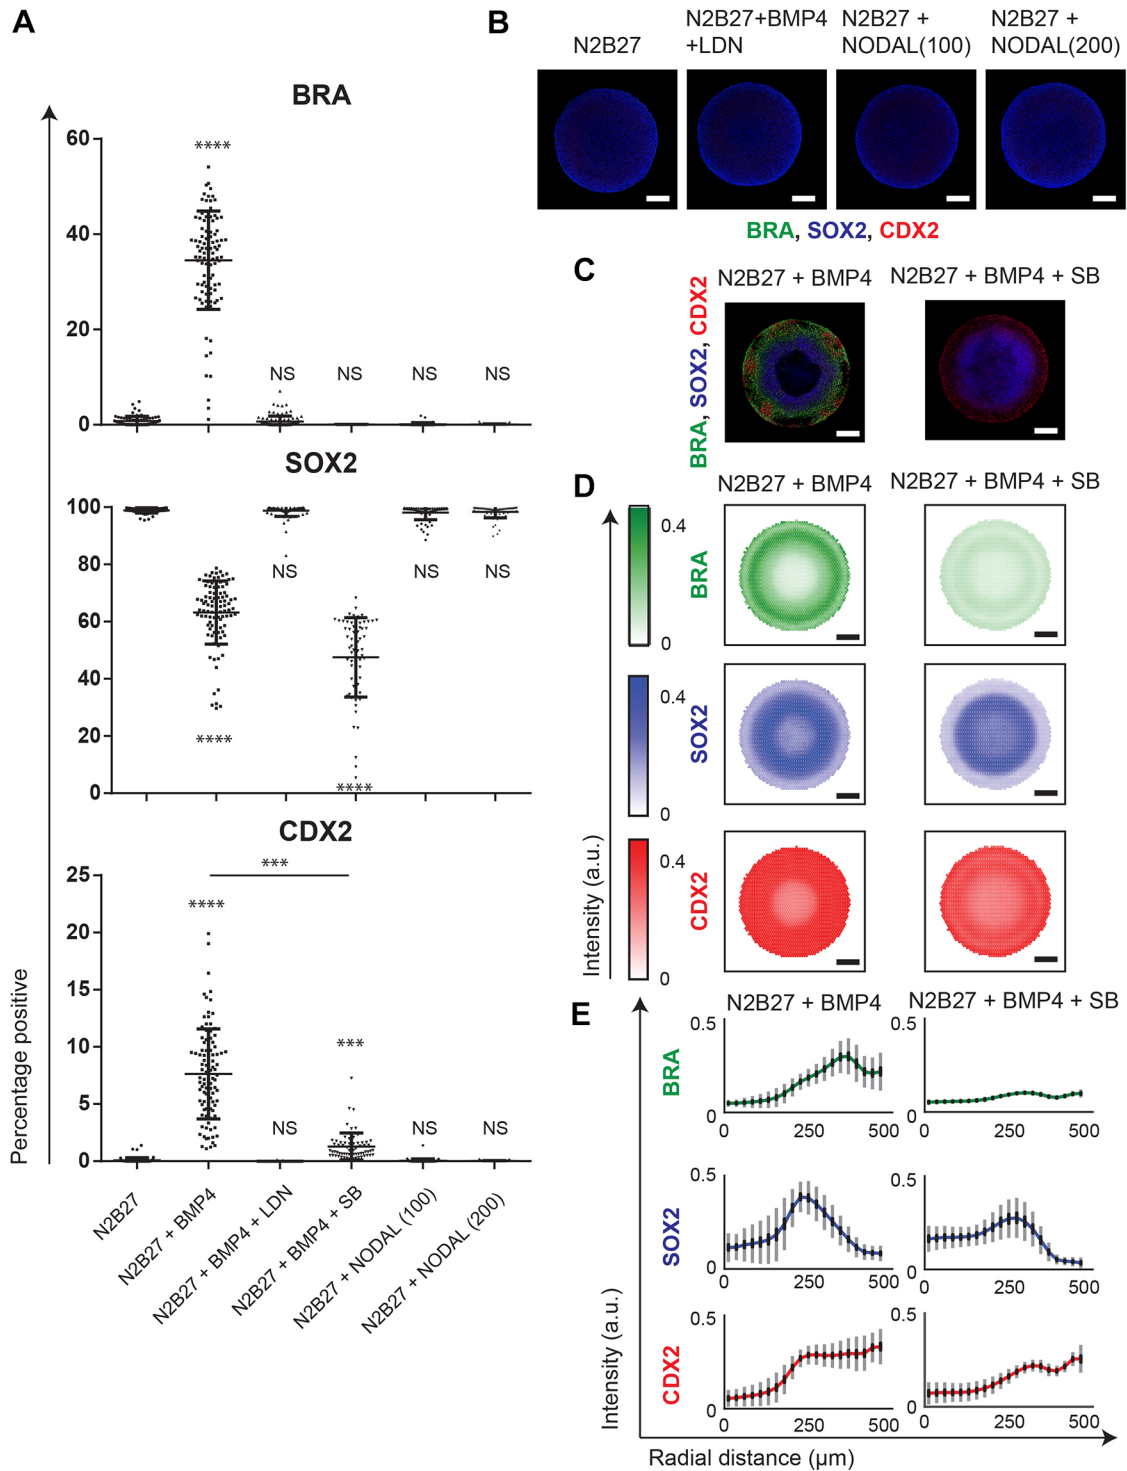 A
BRA
60
****
40
20
NS
NS
NS
NS
0
SOX2
100
80
NS
NS
NS
60
40
20
****
****
0
CDX2
25
***
****
20
15
10
***
5
NS
NS
NS
0
Percentage positive
N2B27
N2B27 + BMP4
N2B27 + BMP4 + LDN
N2B27 + BMP4 + SB
N2B27 + NODAL (100)
N2B27 + NODAL (200)
B
N2B27
N2B27+BMP4
+LDN
N2B27 +
NODAL(100)
N2B27 +
NODAL(200)
BRA, SOX2, CDX2
C
N2B27 + BMP4
N2B27 + BMP4 + SB
BRA, SOX2, CDX2
D
N2B27 + BMP4
N2B27 + BMP4 + SB
0.4
BRA
0
0.4
SOX2
0
0.4
CDX2
0
Intensity (a.u.)
E
N2B27 + BMP4
N2B27 + BMP4 + SB
BRA
0.5
0
0
250
500
0.5
0
0
250
500
SOX2
0.5
0
0
250
500
0.5
0
0
250
500
CDX2
0.5
0
0
250
500
0.5
0
0
250
500
Intensity (a.u.)
Radial distance (µm)